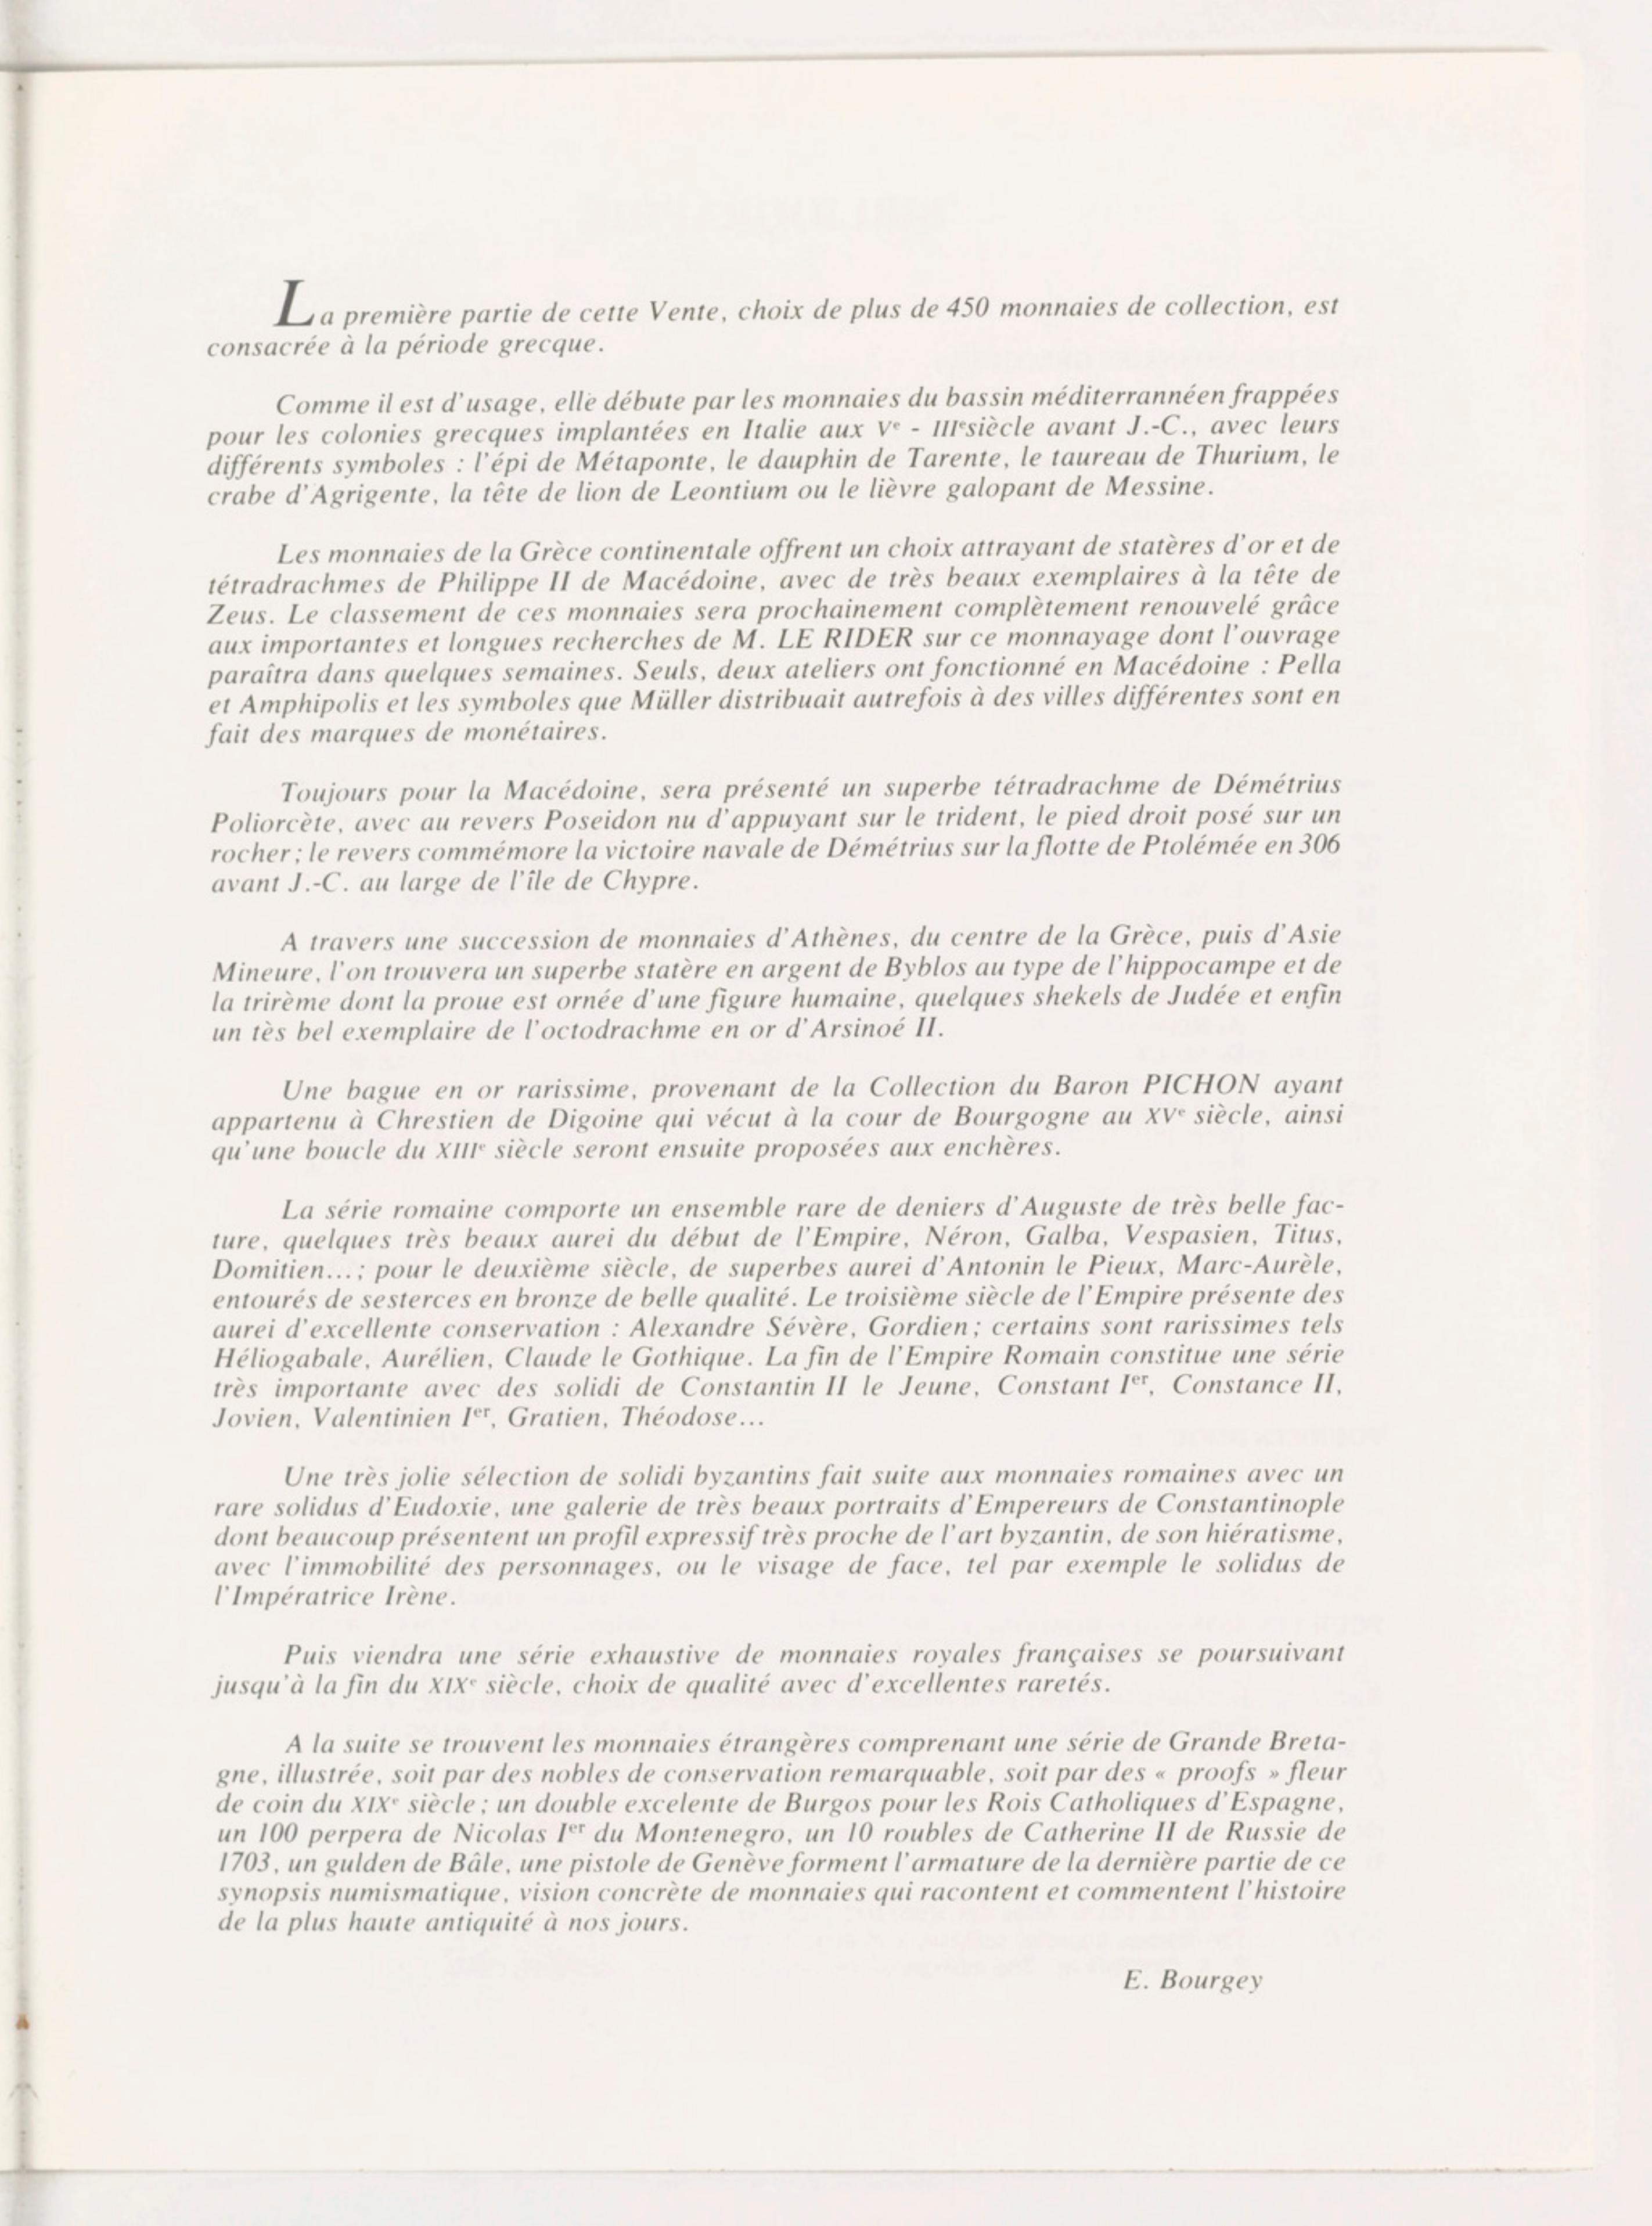 La première partie de cette Vente, choix de plus de 450 monnaies de collection, est
consacrée à la période grecque.
Comme il est d'usage, elle débute par les monnaies du bassin méditerrannéen frappées
pour les colonies grecques implantées en Italie aux Vᵉ - IIIᵉsiècle avant J.-C., avec leurs
différents symboles : l'épi de Métaponte, le dauphin de Tarente, le taureau de Thurium, le
crabe d'Agrigente, la tête de lion de Leontium ou le lièvre galopant de Messine.
Les monnaies de la Grèce continentale offrent un choix attrayant de statères d'or et de
tétradrachmes de Philippe II de Macédoine, avec de très beaux exemplaires à la tête de
Zeus. Le classement de ces monnaies sera prochainement complètement renouvelé grâce
aux importantes et longues recherches de M. LE RIDER sur ce monnayage dont l'ouvrage
paraîtra dans quelques semaines. Seuls, deux ateliers ont fonctionné en Macédoine : Pella
et Amphipolis et les symboles que Müller distribuait autrefois à des villes différentes sont en
fait des marques de monétaires.
Toujours pour la Macédoine, sera présenté un superbe tétradrachme de Démétrius
Poliorcète, avec au revers Poseidon nu d'appuyant sur le trident, le pied droit posé sur un
rocher ; le revers commémore la victoire navale de Démétrius sur la flotte de Ptolémée en 306
avant J.-C. au large de l'île de Chypre.
A travers une succession de monnaies d'Athènes, du centre de la Grèce, puis d'Asie
Mineure, l'on trouvera un superbe statère en argent de Byblos au type de l'hippocampe et de
la trirème dont la proue est ornée d'une figure humaine, quelques shekels de Judée et enfin
un tès bel exemplaire de l'octodrachme en or d'Arsinoé II.
Une bague en or rarissime, provenant de la Collection du Baron PICHON ayant
appartenu à Chrestien de Digoine qui vécut à la cour de Bourgogne au XVᵉ siècle, ainsi
qu'une boucle du XIIIᵉ siècle seront ensuite proposées aux enchères.
La série romaine comporte un ensemble rare de deniers d'Auguste de très belle fac-
ture, quelques très beaux aurei du début de l'Empire, Néron, Galba, Vespasien, Titus,
Domitien... ; pour le deuxième siècle, de superbes aurei d'Antonin le Pieux, Marc-Aurèle,
entourés de sesterces en bronze de belle qualité. Le troisième siècle de l'Empire présente des
aurei d'excellente conservation : Alexandre Sévère, Gordien ; certains sont rarissimes tels
Héliogabale, Aurélien, Claude le Gothique. La fin de l'Empire Romain constitue une série
très importante avec des solidi de Constantin II le Jeune, Constant Iᵉʳ, Constance II,
Jovien, Valentinien Iᵉʳ, Gratien, Théodose...
Une très jolie sélection de solidi byzantins fait suite aux monnaies romaines avec un
rare solidus d'Eudoxie, une galerie de très beaux portraits d'Empereurs de Constantinople
dont beaucoup présentent un profil expressif très proche de l'art byzantin, de son hiératisme,
avec l'immobilité des personnages, ou le visage de face, tel par exemple le solidus de
l'Impératrice Irène.
Puis viendra une série exhaustive de monnaies royales françaises se poursuivant
jusqu'à la fin du XIXᵉ siècle, choix de qualité avec d'excellentes raretés.
A la suite se trouvent les monnaies étrangères comprenant une série de Grande Breta-
gne, illustrée, soit par des nobles de conservation remarquable, soit par des « proofs » fleur
de coin du XIXᵉ siècle ; un double excelente de Burgos pour les Rois Catholiques d'Espagne,
un 100 perpera de Nicolas Iᵉʳ du Montenegro, un 10 roubles de Catherine II de Russie de
1703, un gulden de Bâle, une pistole de Genève forment l'armature de la dernière partie de ce
synopsis numismatique, vision concrète de monnaies qui racontent et commentent l'histoire
de la plus haute antiquité à nos jours.
E. Bourgey